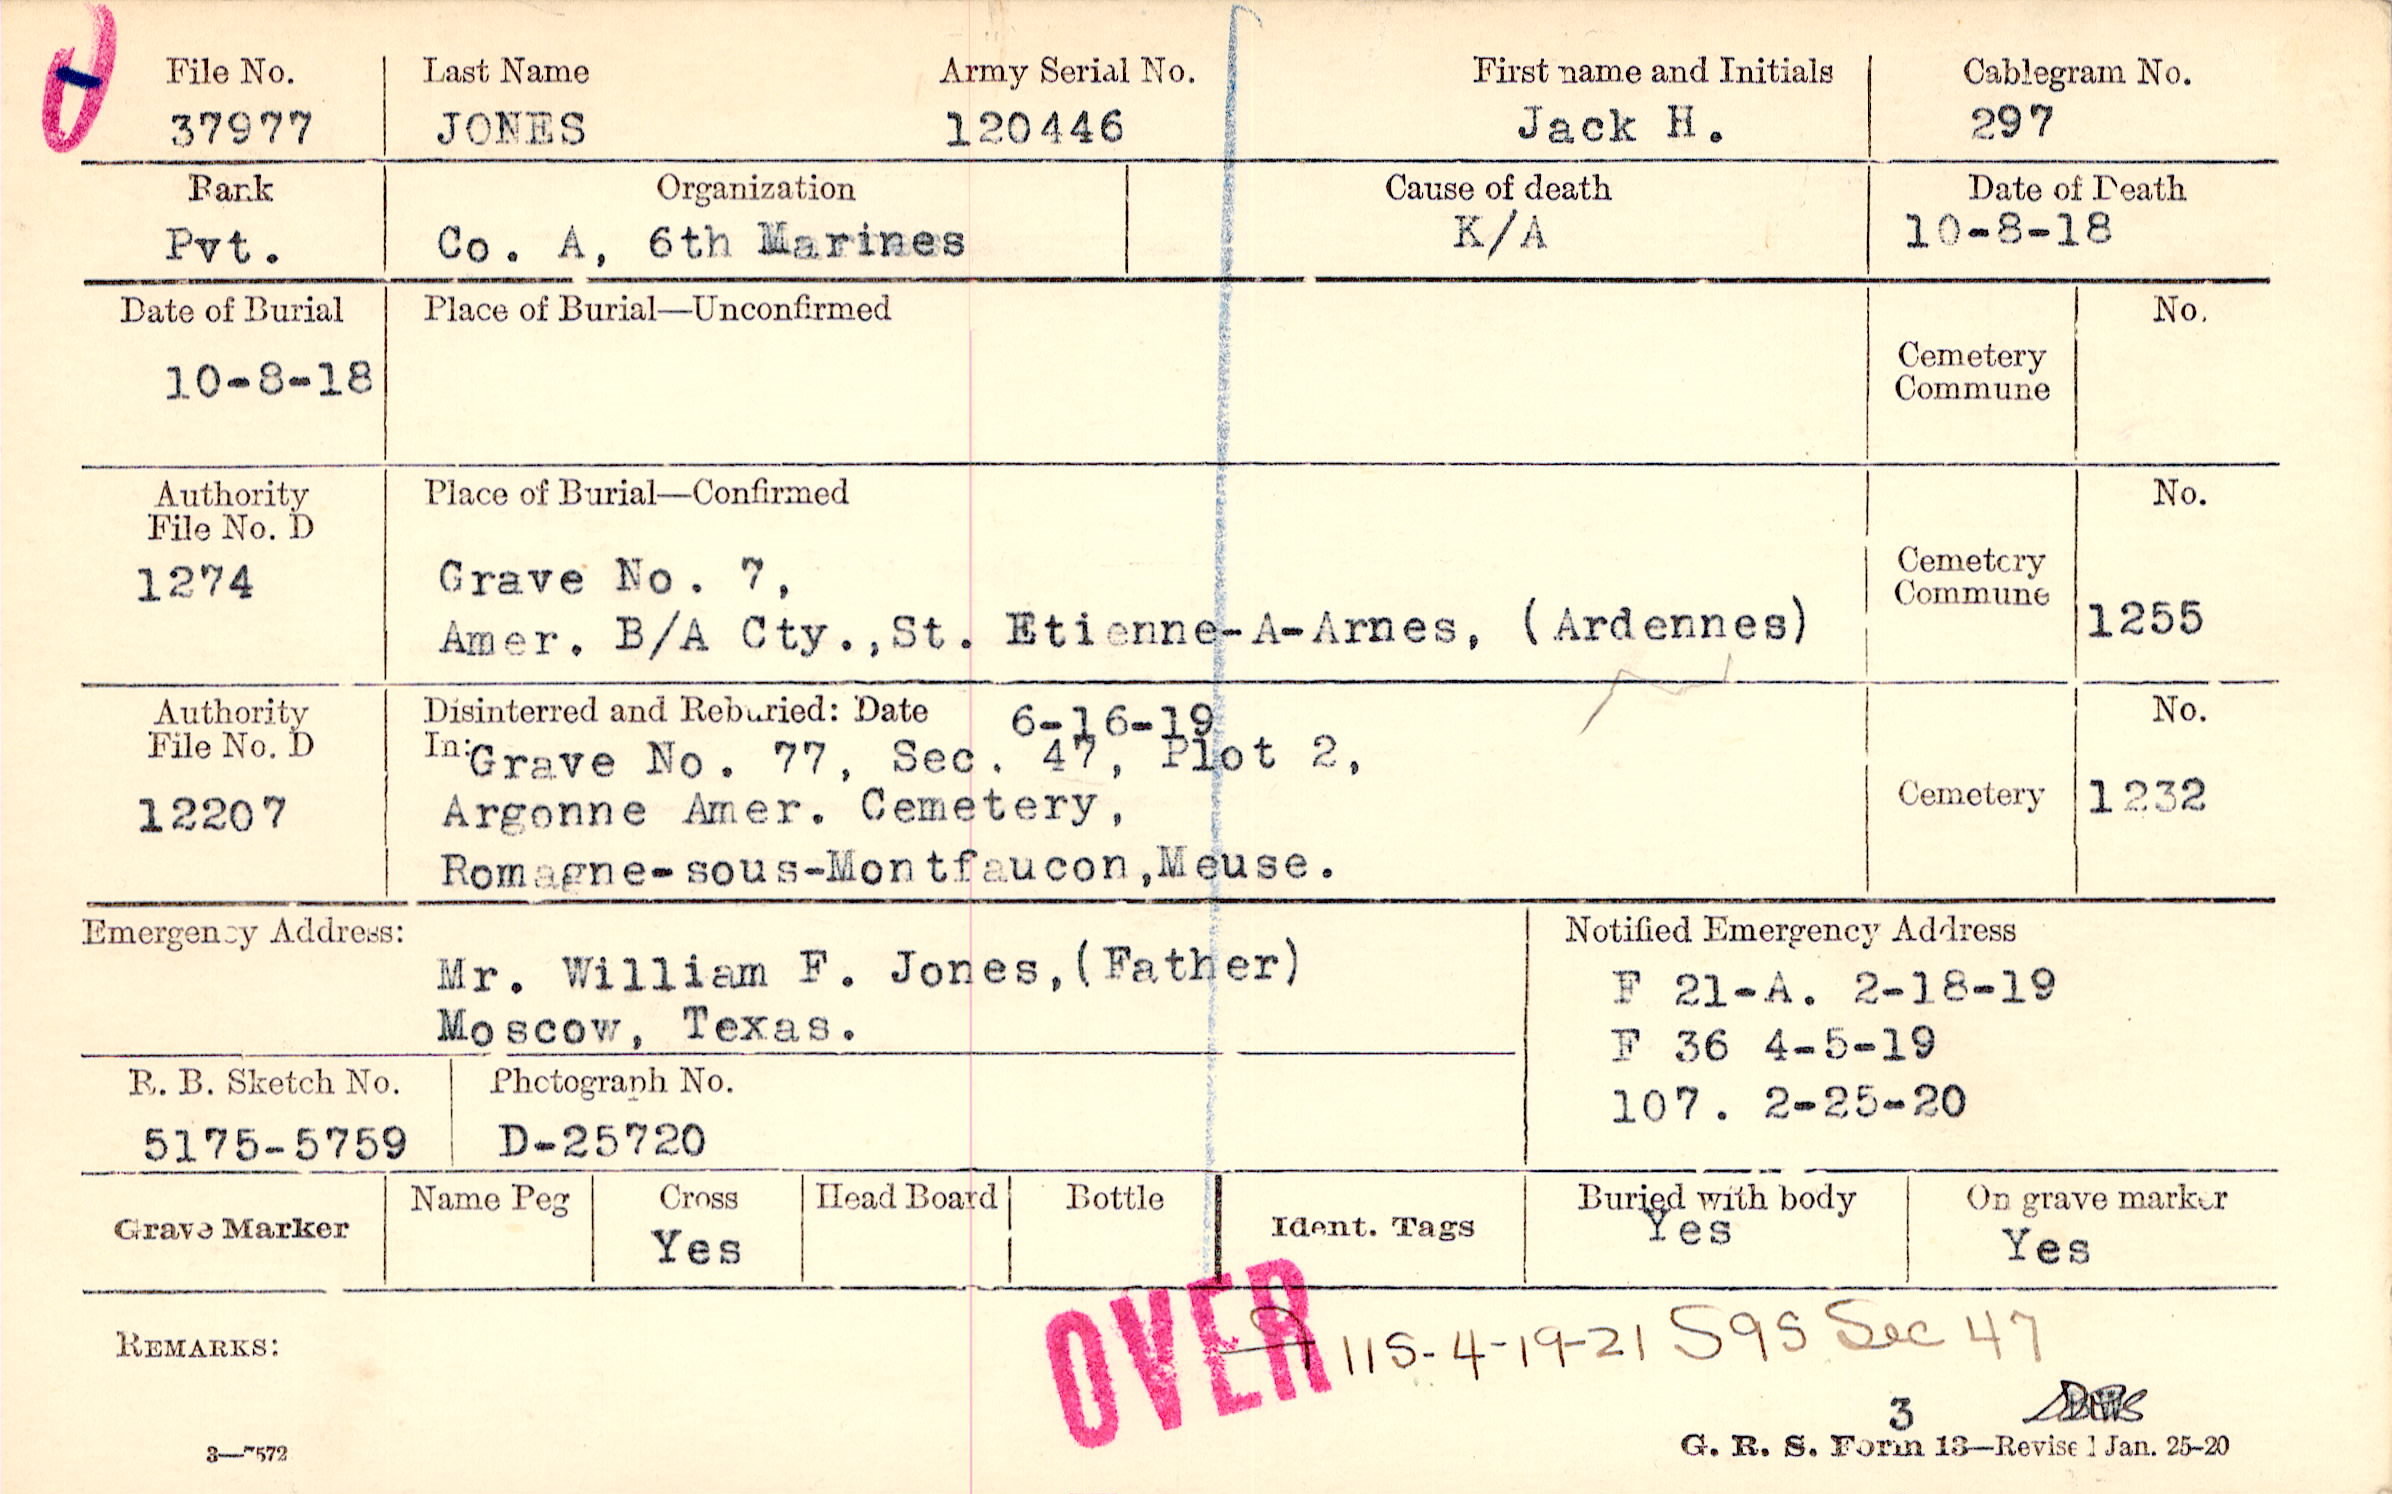 File No. Last Name Army Serial No. First name and Initials Cablegram No.
37977 JONES 120446 Jack H. 297
Rank Organization Cause of death Date of Death
Pvt. Co. A, 6th Marines K/A 10-8-18
Date of Burial Place of Burial—Unconfirmed No.
10-8-18
Cemetery
Commune
Authority Place of Burial—Confirmed No.
File No. D
1274 Grave No. 7,
Cemetery
Commune
Amer. B/A Cty.,St. Etienne-A-Arnes, (Ardennes) 1255
Authority Disinterred and Reburied: Date 6-16-19 No.
File No. D In: Grave No. 77, Sec. 47, Plot 2,
12207 Argonne Amer. Cemetery, Cemetery 1232
Romagne-sous-Montfaucon,Meuse.
Emergency Address: Notified Emergency Address
Mr. William F. Jones,(Father) F 21-A. 2-18-19
Moscow, Texas. F 36 4-5-19
107. 2-25-20
R. B. Sketch No. Photograph No.
5175-5759 D-25720
Grave Marker Name Peg Cross Head Board Bottle Ident. Tags Buried with body On grave marker
Yes Yes Yes
OVER
115-4-19-21 S95 Sec 47
REMARKS:
3
3—7572 G. R. S. Form 13—Revised Jan. 25-20